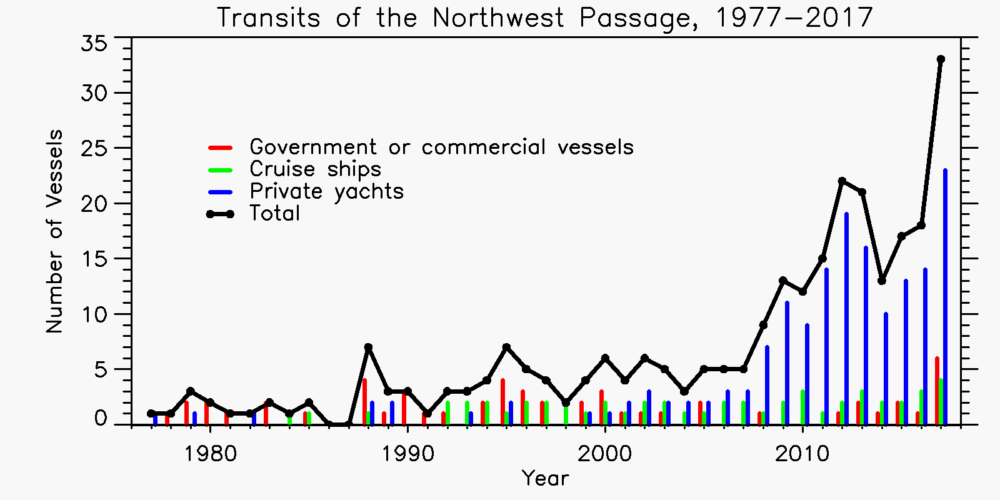 Transits of the Northwest Passage, 1977–2017
35
30
25
20
15
10
5
0
Number of Vessels
Government or commercial vessels
Cruise ships
Private yachts
Total
1980 1990 2000 2010
Year